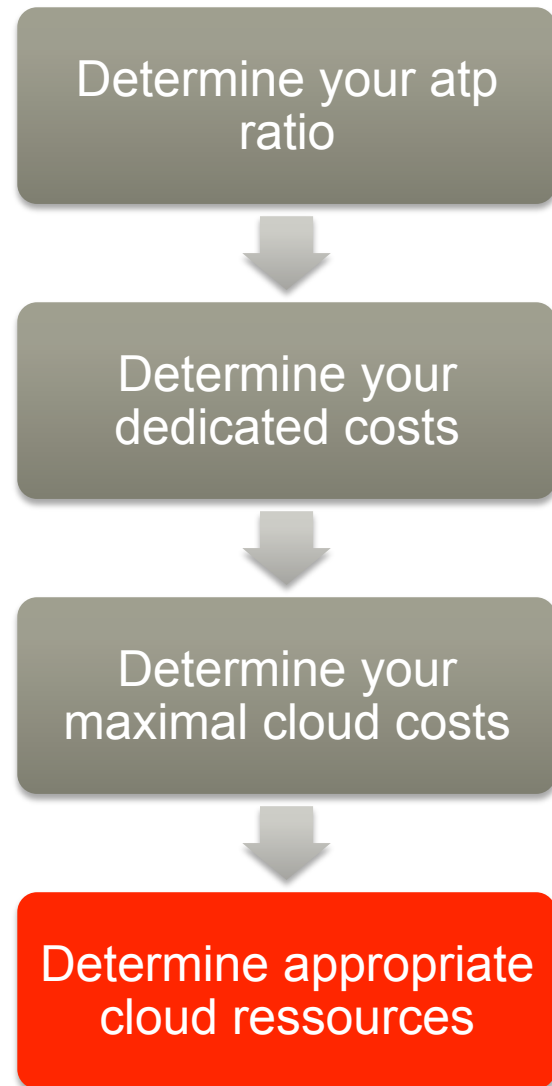 Determine your atp
ratio
Determine your
dedicated costs
Determine your
maximal cloud costs
Determine appropriate
cloud ressources